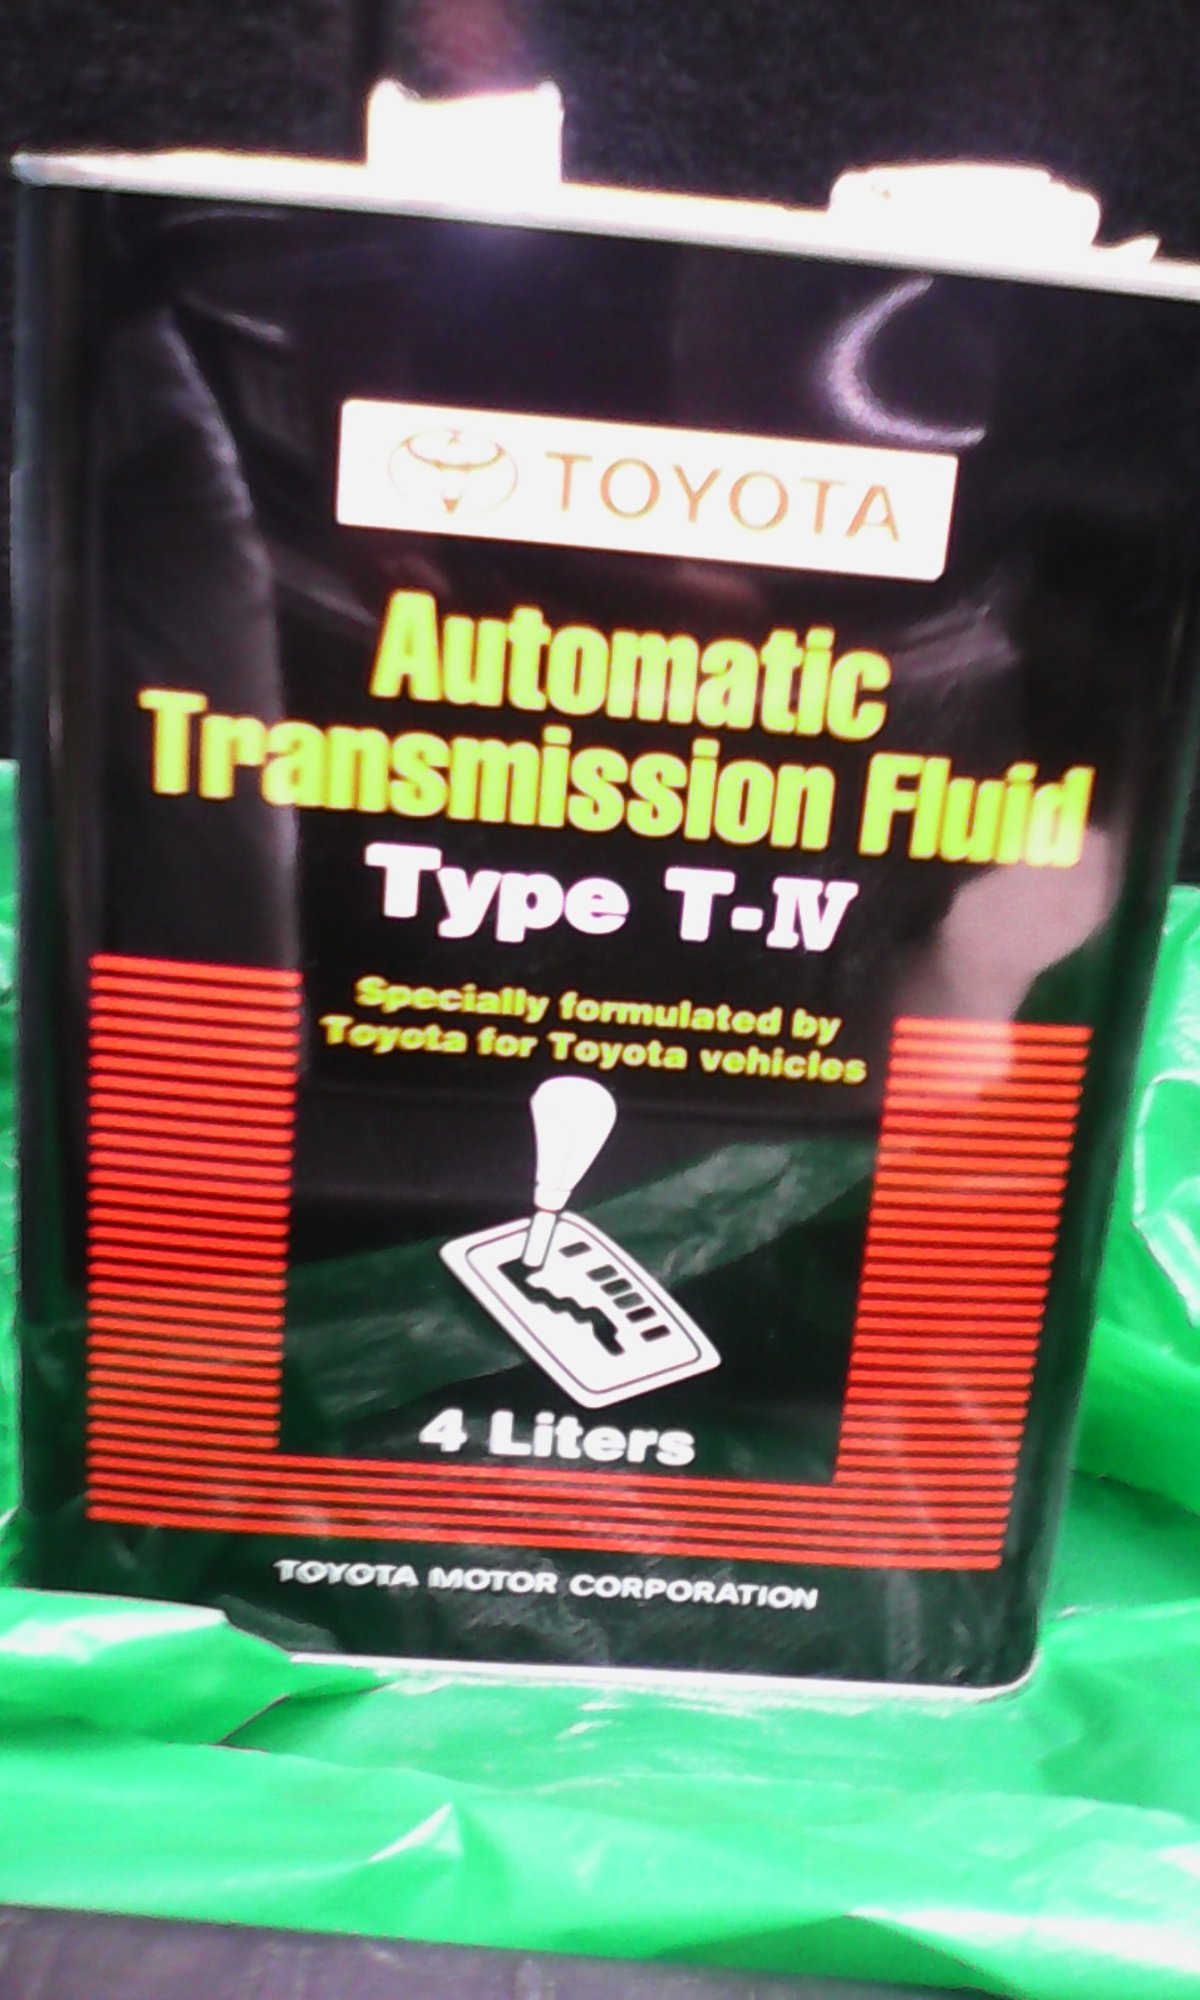 TOYOTA
Automatic
Transmission Fluid
Type T-IV
Specially formulated by
Toyota for Toyota vehicles
4 Liters
TOYOTA MOTOR CORPORATION